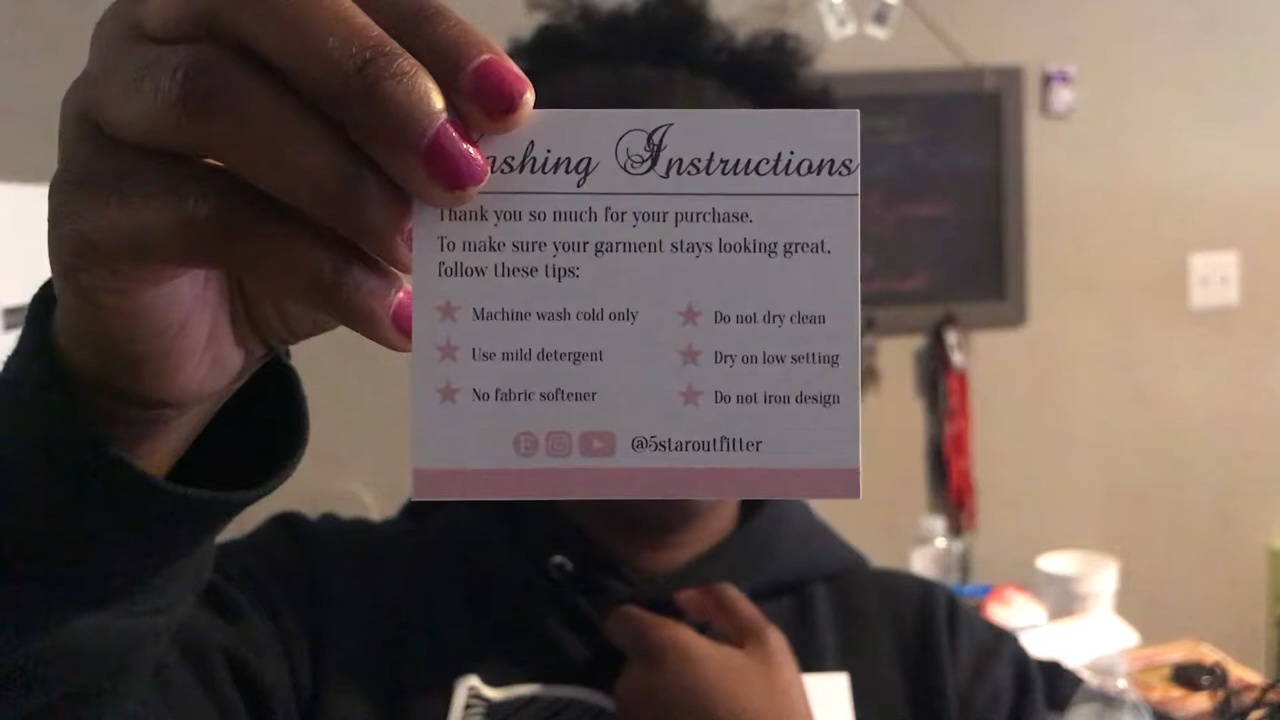 ashing Instructions
Thank you so much for your purchase.
To make sure your garment stays looking great,
follow these tips:
Machine wash cold only
Use mild detergent
No fabric softener
Do not dry clean
Dry on low setting
Do not iron design
E @5staroutfitter